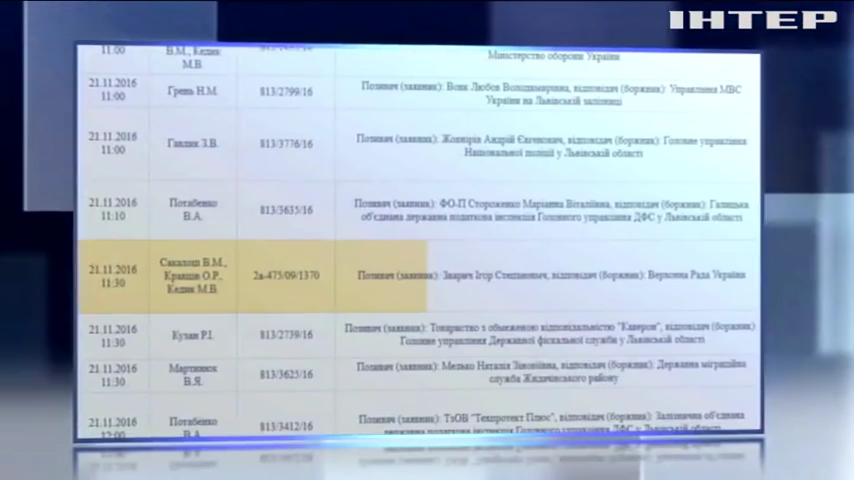 ІНТЕР
11:00
В.М., Кедик
М.В.
Міністерство оборони України
21.11.2016
11:00
Грень Н.М.
813/2799/16
Позивач (заявник): Вовк Любов Володимирівна, відповідач (боржник): Управління МВС
України на Львівській залізниці
21.11.2016
11:00
Гавдик З.В.
813/3776/16
Позивач (заявник): Жовнірів Андрій Євгенович, відповідач (боржник): Головне управління
Національної поліції у Львівській області
21.11.2016
11:10
Потабенко
В.А.
813/3635/16
Позивач (заявник): ФО-П Стороженко Маріанна Віталіївна, відповідач (боржник): Галицька
об'єднана державна податкова інспекція Головного управління ДФС у Львівській області
21.11.2016
11:30
Сакалош В.М.,
Кравців О.Р.,
Кедик М.В.
2а-475/09/1370
Позивач (заявник): Зварич Ігор Степанович, відповідач (боржник): Верховна Рада України
21.11.2016
11:30
Кузан Р.І.
813/2739/16
Позивач (заявник): Товариство з обмеженою відповідальністю "Каверон", відповідач (боржник):
Головне управління Державної фіскальної служби у Львівській області
21.11.2016
11:30
Мартинюк
В.Я.
813/3625/16
Позивач (заявник): Мелько Наталія Зіновіївна, відповідач (боржник): Державна міграційна
служба Жидачівського району
21.11.2016
12:00
Потабенко
В.А.
813/3412/16
Позивач (заявник): ТзОВ "Техпротект Плюс", відповідач (боржник): Залізнична об'єднана
державна податкова інспекція Головного управління ДФС у Львівській області